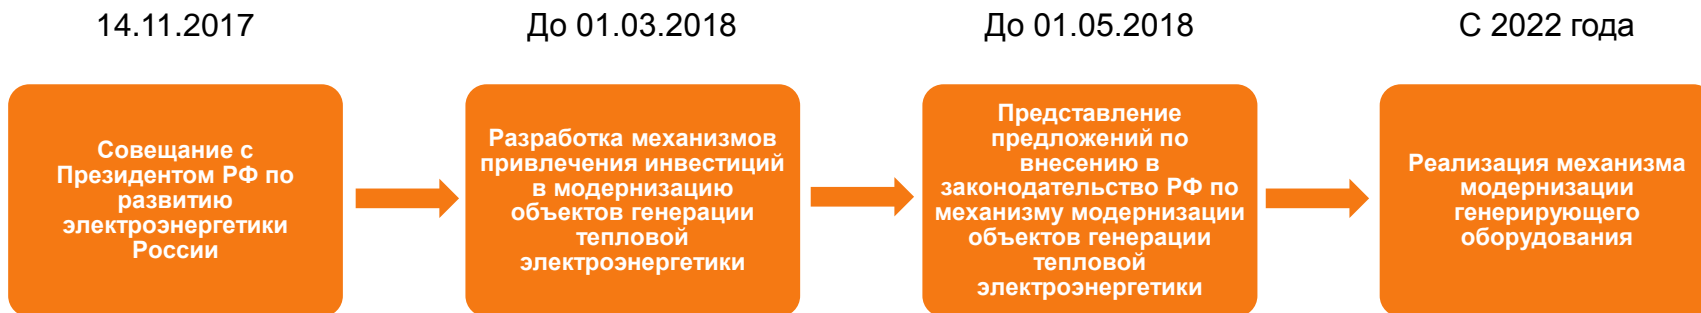 14.11.2017
До 01.03.2018
До 01.05.2018
С 2022 года
Совещание с
Президентом РФ по
развитию
электроэнергетики
России
Разработка механизмов
привлечения инвестиций
в модернизацию
объектов генерации
тепловой
электроэнергетики
Представление
предложений по
внесению в
законодательство РФ по
механизму модернизации
объектов генерации
тепловой
электроэнергетики
Реализация механизма
модернизации
генерирующего
оборудования